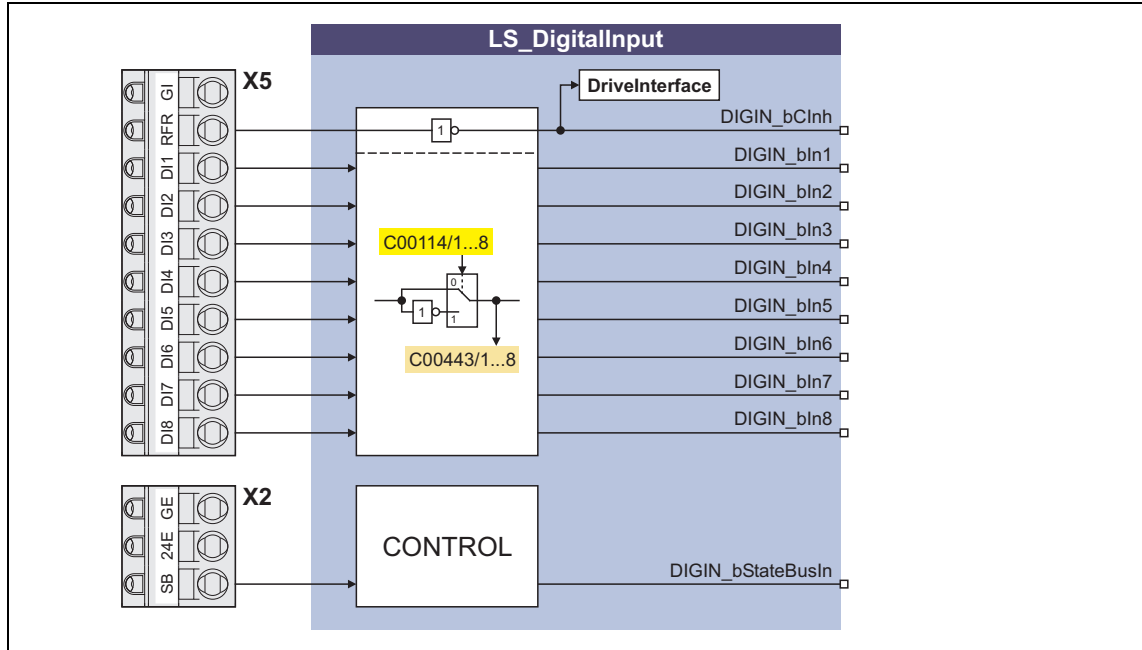 LS_DigitalInput
X5
GI
DriveInterface
RFR
1
DIGIN_bCInh
DI1
DIGIN_bIn1
DI2
DIGIN_bIn2
DI3
C00114/1...8
DIGIN_bIn3
DI4
0
DIGIN_bIn4
DI5
1
1
DIGIN_bIn5
DI6
C00443/1...8
DIGIN_bIn6
DI7
DIGIN_bIn7
DI8
DIGIN_bIn8
X2
GE
24E
CONTROL
SB
DIGIN_bStateBusIn